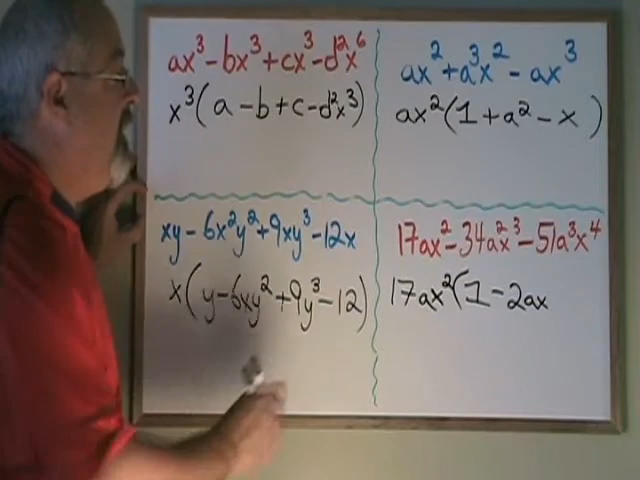 ax³-bx³+cx³-d²x⁶
x³(a-b+c-d²x³)
ax²+a³x²-ax³
ax²(1+a²-x)
xy-6x²y²+9xy³-12x
x(y-6xy²+9y³-12)
17ax²-34a²x³-51a³x⁴
17ax²(1-2ax